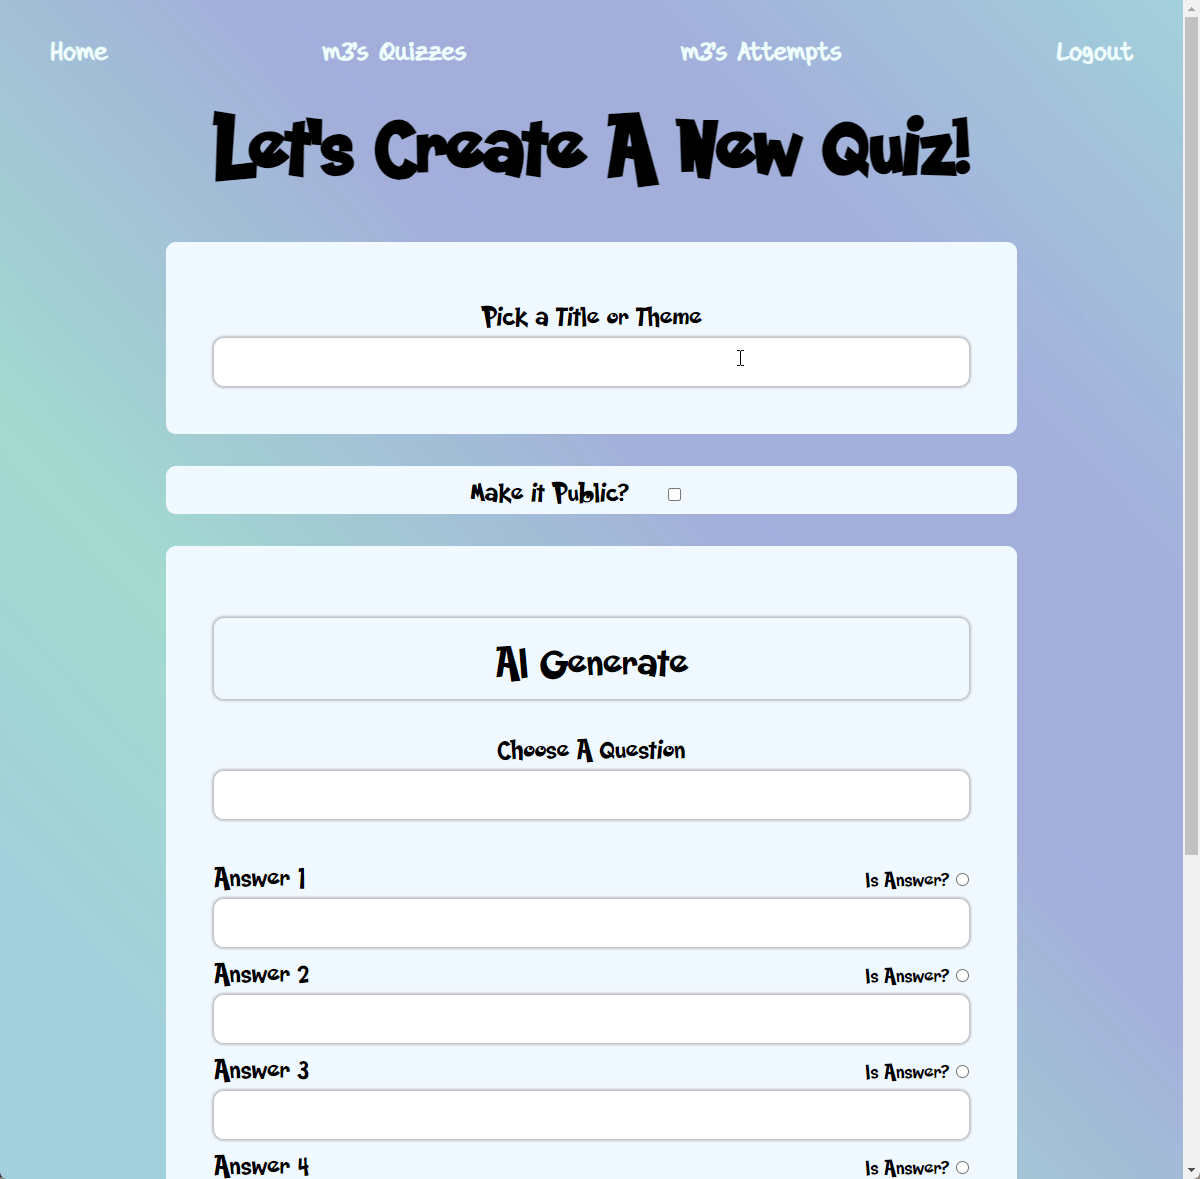 Home m3's Quizzes m3's Attempts Logout
Let's Create A New Quiz!
Pick a Title or Theme
Make it Public?
AI Generate
Choose A Question
Answer 1 Is Answer?
Answer 2 Is Answer?
Answer 3 Is Answer?
Answer 4 Is Answer?